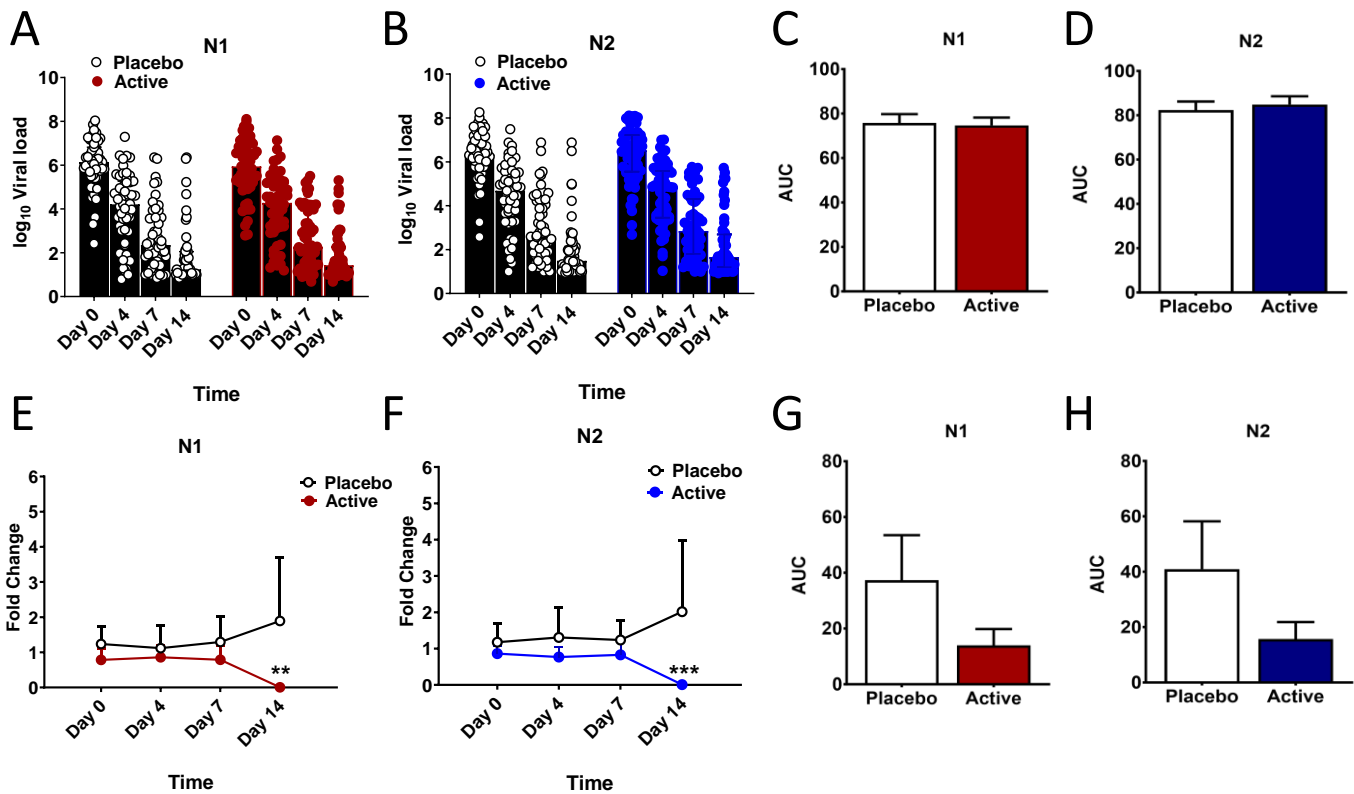 A
N1
Placebo
Active
log10 Viral load
10
8
6
4
2
0
Day 0
Day 4
Day 7
Day 14
Day 0
Day 4
Day 7
Day 14
Time
B
N2
Placebo
Active
log10 Viral load
10
8
6
4
2
0
Day 0
Day 4
Day 7
Day 14
Day 0
Day 4
Day 7
Day 14
Time
C
N1
AUC
100
80
60
40
20
0
Placebo
Active
D
N2
AUC
100
80
60
40
20
0
Placebo
Active
E
N1
Placebo
Active
Fold Change
6
5
4
3
2
1
0
**
Day 0
Day 4
Day 7
Day 14
Time
F
N2
Placebo
Active
Fold Change
6
5
4
3
2
1
0
***
Day 0
Day 4
Day 7
Day 14
Time
G
N1
AUC
80
60
40
20
0
Placebo
Active
H
N2
AUC
80
60
40
20
0
Placebo
Active